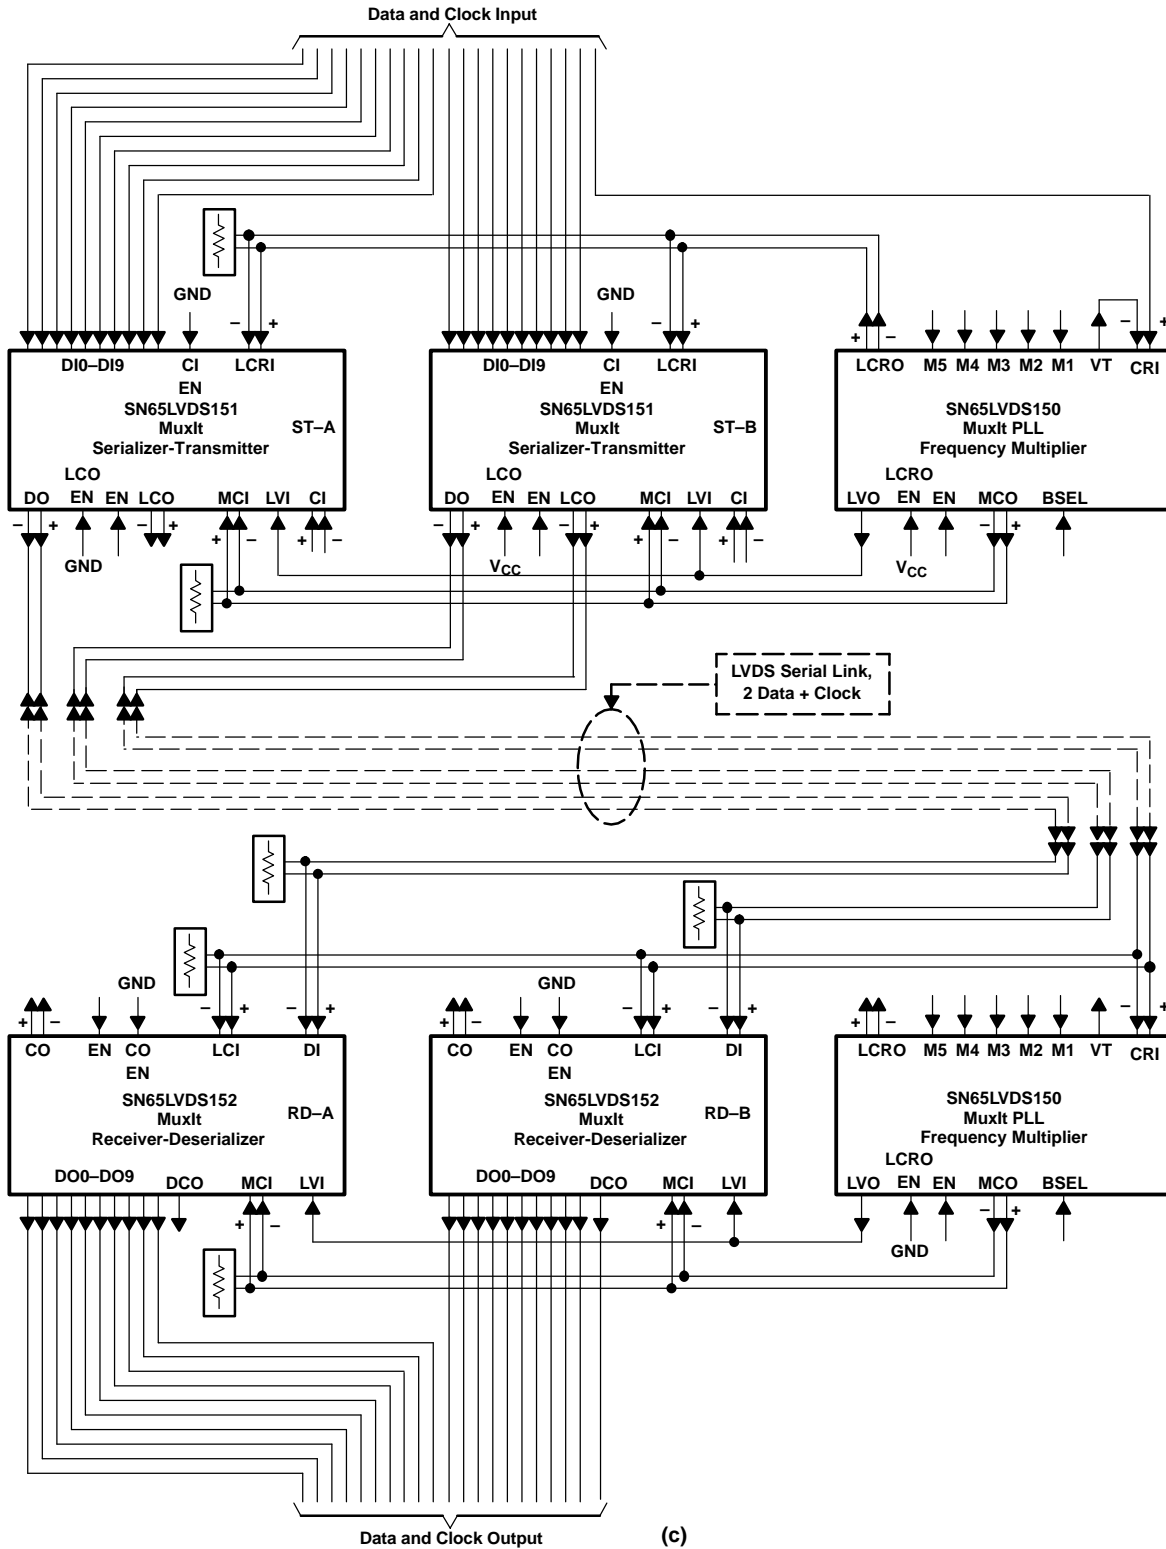 Data and Clock Input
GND
GND
– +
– +
+ –
– +
DI0–DI9 CI LCRI
EN
SN65LVDS151
MuxIt
Serializer-Transmitter
ST–A
LCO
DO EN EN LCO MCI LVI CI
– +
– +
+ –
+ –
GND
DI0–DI9 CI LCRI
EN
SN65LVDS151
MuxIt
Serializer-Transmitter
ST–B
LCO
DO EN EN LCO MCI LVI CI
– +
– +
+ –
+ –
VCC
LCRO M5 M4 M3 M2 M1 VT CRI
SN65LVDS150
MuxIt PLL
Frequency Multiplier
LCRO
LVO EN EN MCO BSEL
– +
VCC
LVDS Serial Link,
2 Data + Clock
GND
GND
+ –
– +
– +
+ –
– +
– +
+ –
– +
CO EN CO LCI DI
EN
SN65LVDS152
MuxIt
Receiver-Deserializer
RD–A
DO0–DO9 DCO MCI LVI
+ –
CO EN CO LCI DI
EN
SN65LVDS152
MuxIt
Receiver-Deserializer
RD–B
DO0–DO9 DCO MCI LVI
+ –
LCRO M5 M4 M3 M2 M1 VT CRI
SN65LVDS150
MuxIt PLL
Frequency Multiplier
LCRO
LVO EN EN MCO BSEL
– +
GND
Data and Clock Output
(c)